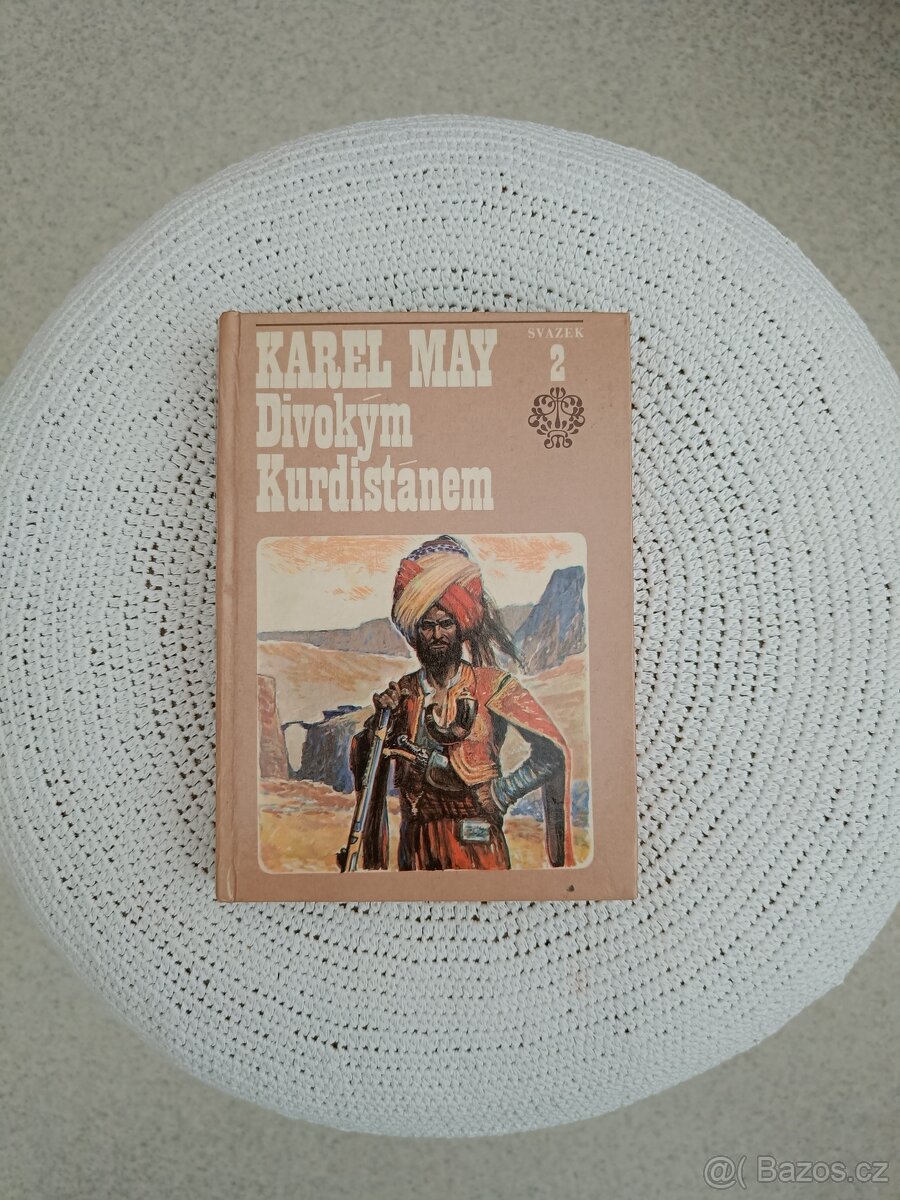 KAREL MAY
Divokým
Kurdistánem
SVAZEK
2
@( Bazos.cz